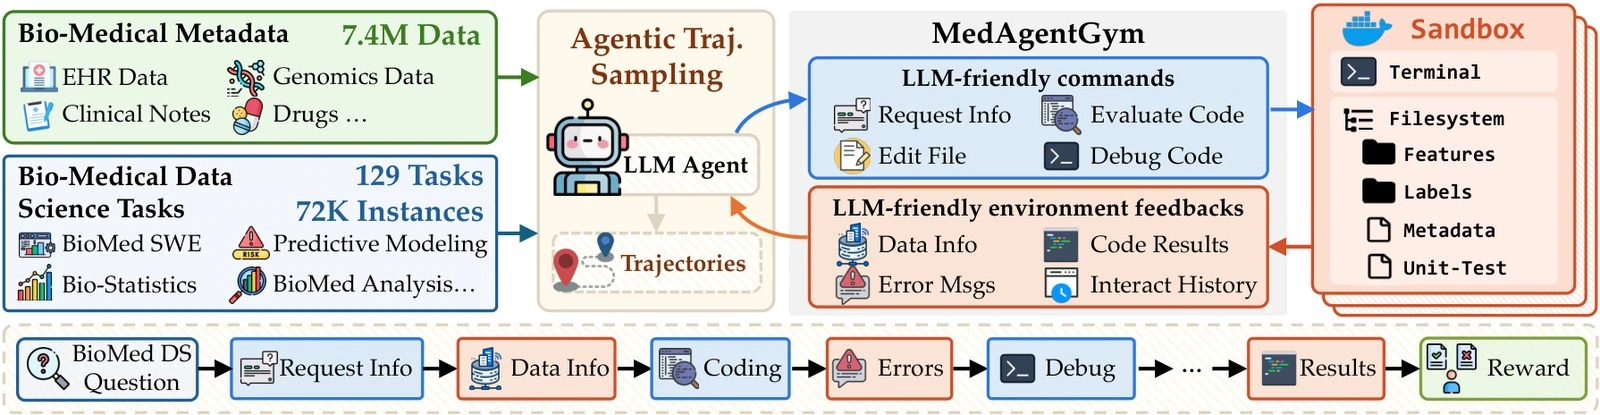 Bio-Medical Metadata 7.4M Data
EHR Data Genomics Data
Clinical Notes Drugs ...
Bio-Medical Data 129 Tasks
Science Tasks 72K Instances
BioMed SWE Predictive Modeling
RISK
Bio-Statistics BioMed Analysis...
Agentic Traj.
Sampling
LLM Agent
Trajectories
MedAgentGym
LLM-friendly commands
Request Info Evaluate Code
Edit File Debug Code
LLM-friendly environment feedbacks
Data Info Code Results
Error Msgs Interact History
Sandbox
Terminal
Filesystem
Features
Labels
Metadata
Unit-Test
BioMed DS
Question
Request Info
Data Info
Coding
Errors
Debug
...
Results
Reward